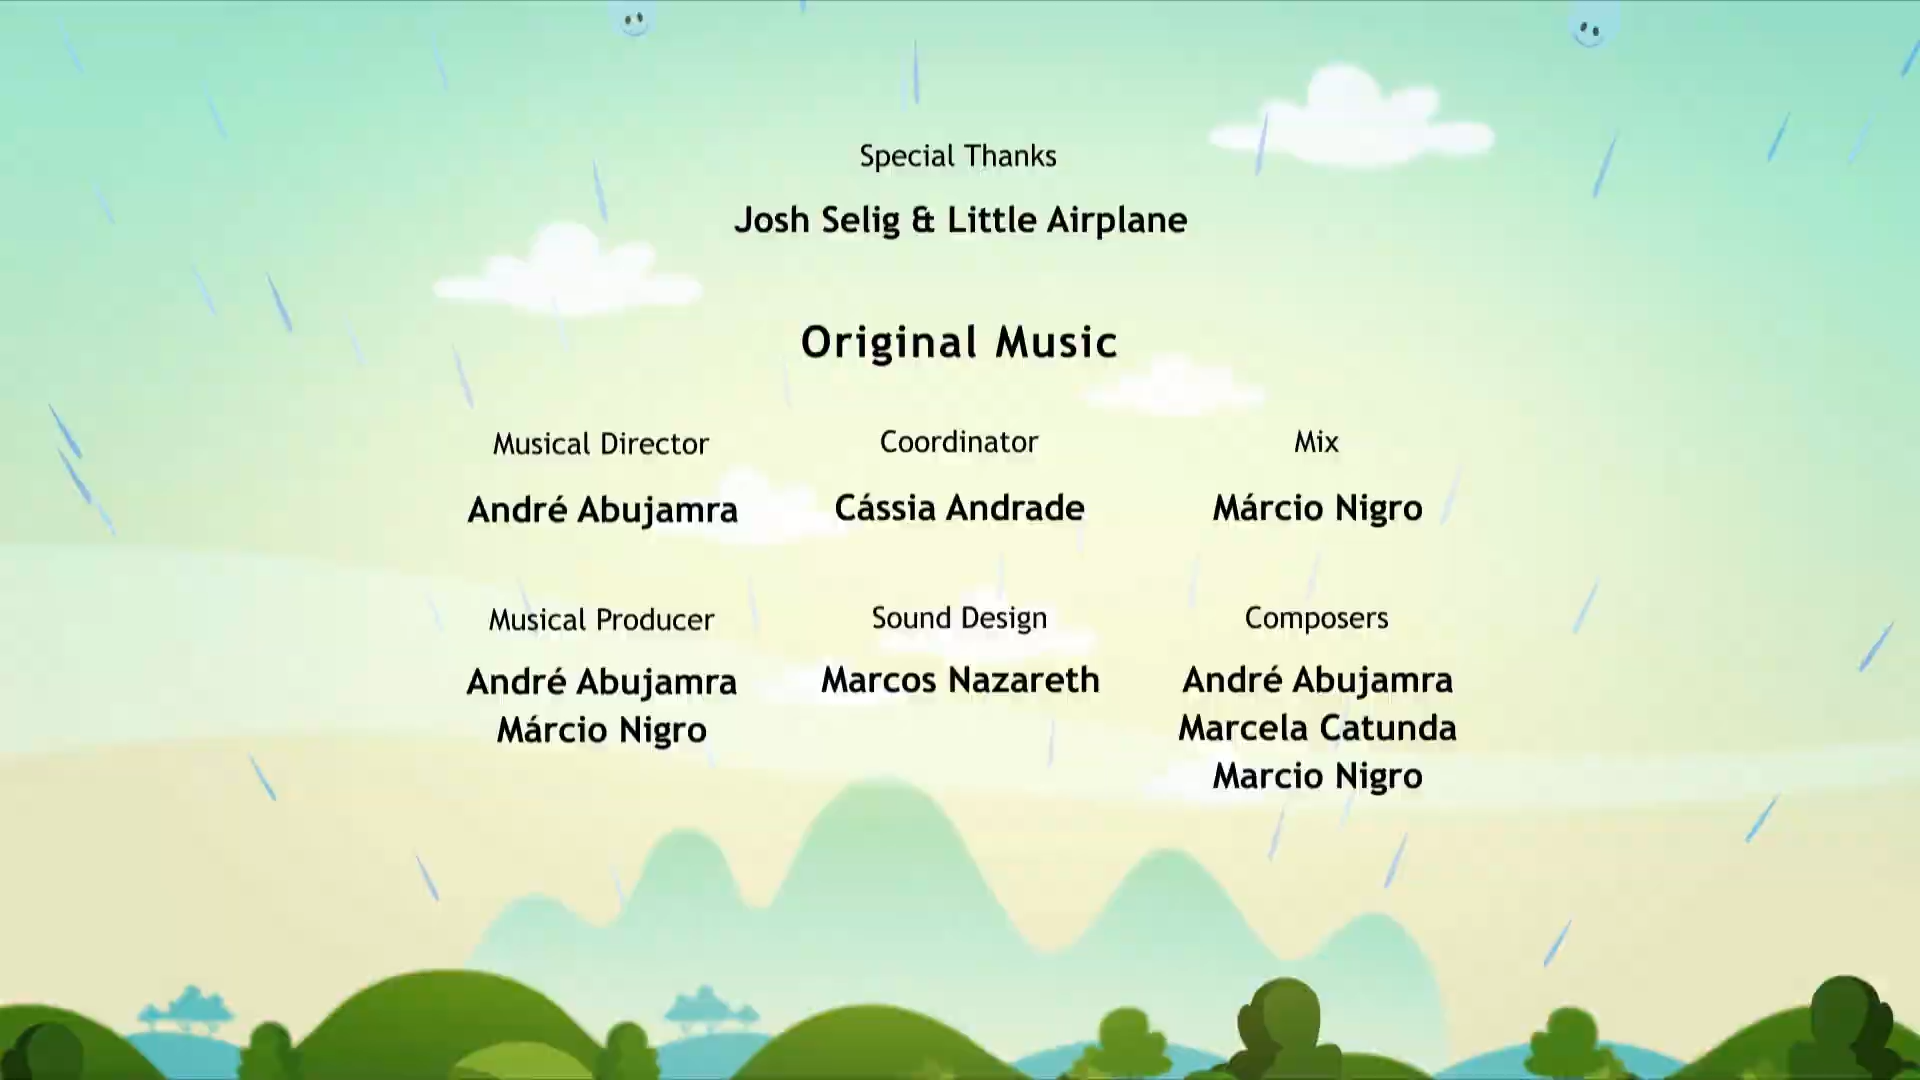 Special Thanks
Josh Selig & Little Airplane
Original Music
Musical Director
André Abujamra
Coordinator
Cássia Andrade
Mix
Márcio Nigro
Musical Producer
André Abujamra
Márcio Nigro
Sound Design
Marcos Nazareth
Composers
André Abujamra
Marcela Catunda
Marcio Nigro